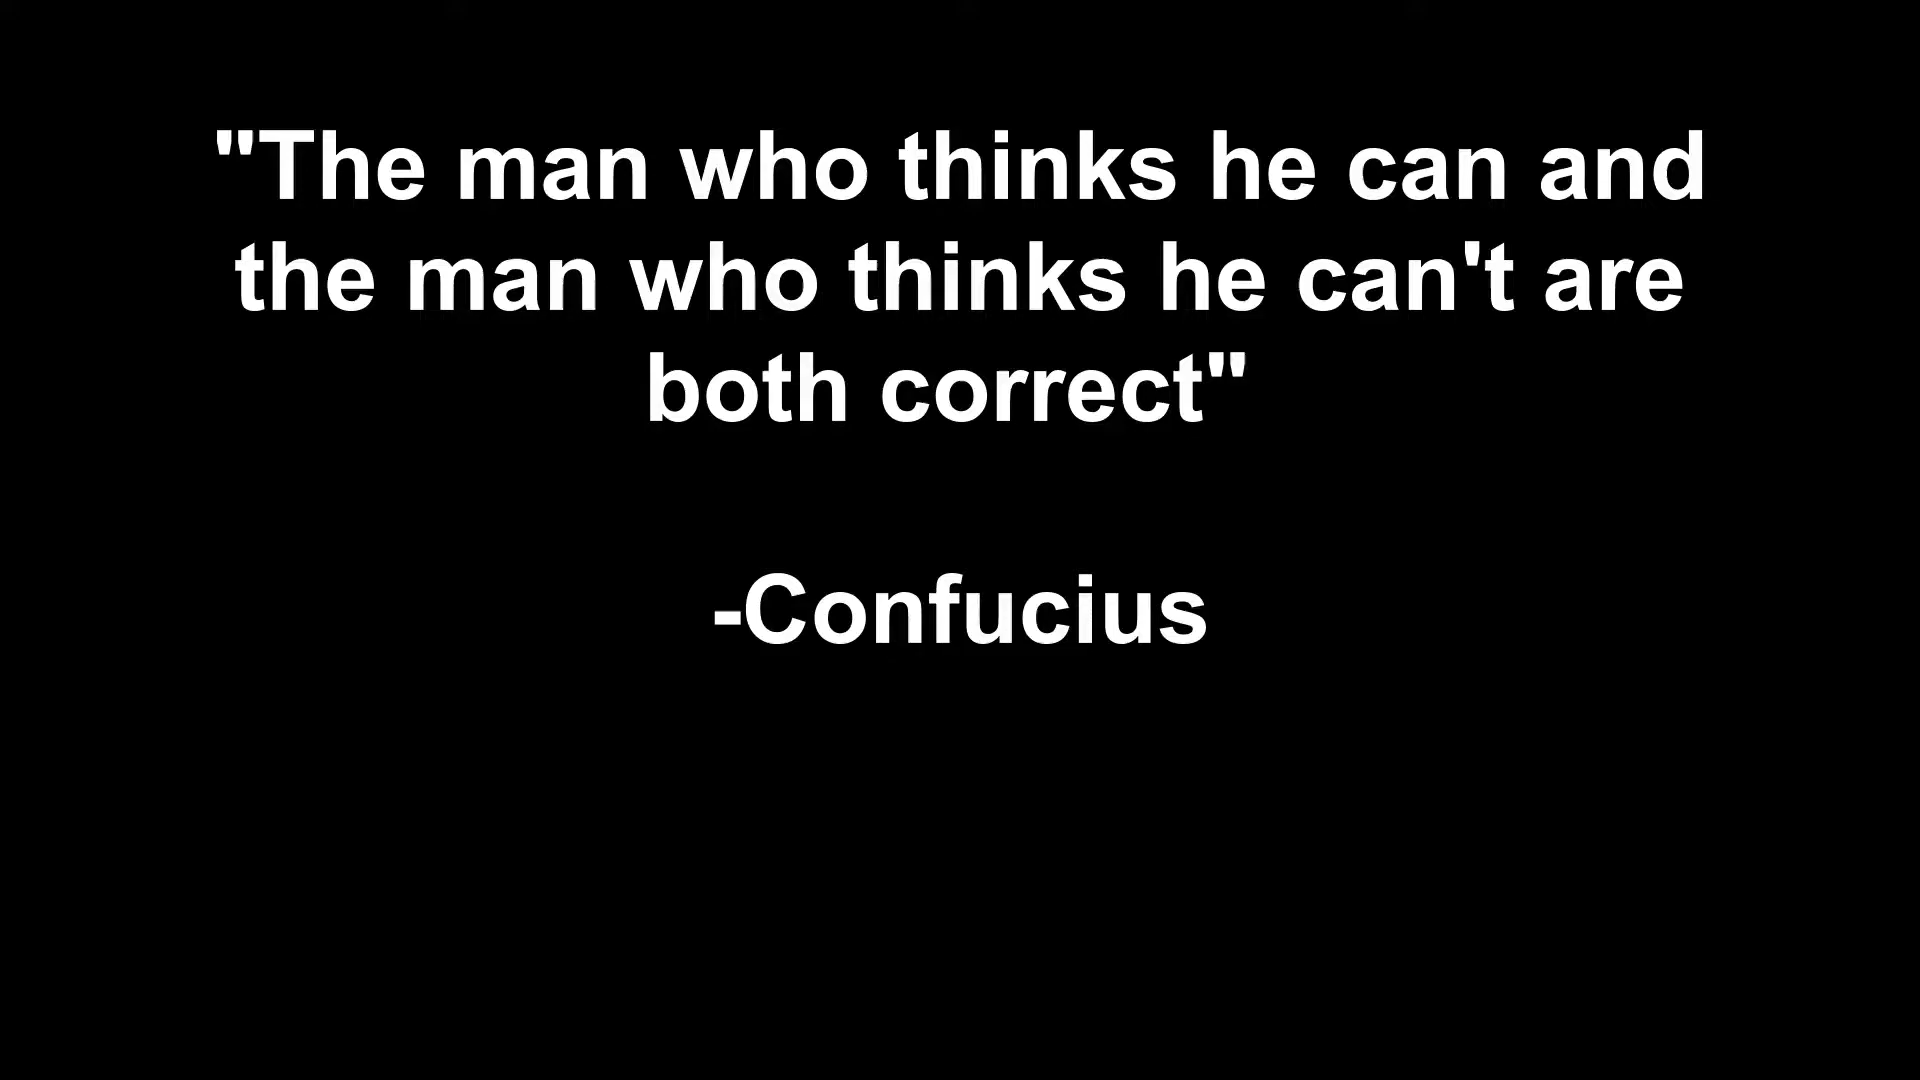 "The man who thinks he can and
the man who thinks he can't are
both correct"
-Confucius